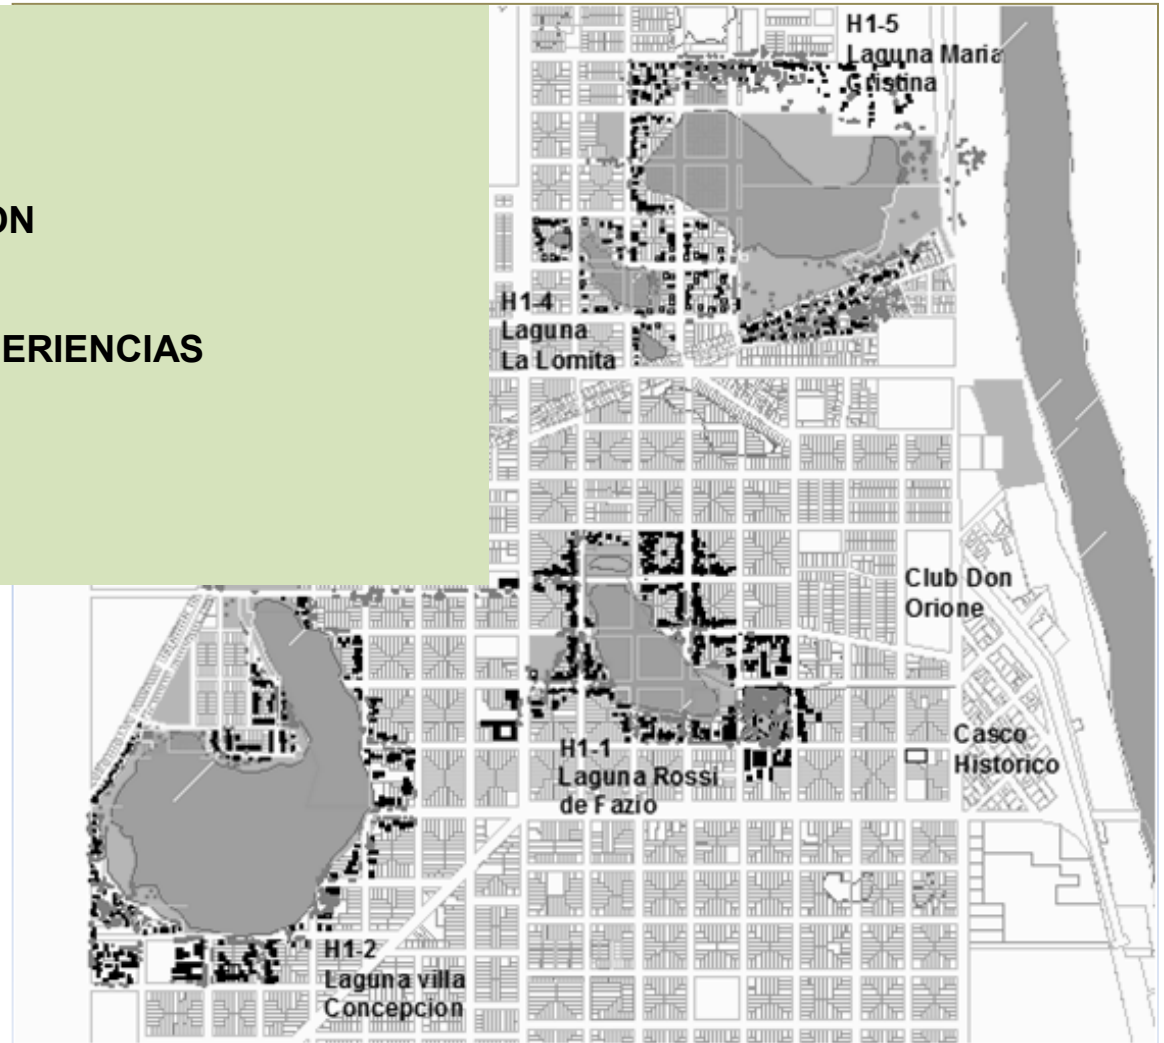 ON
ERIENCIAS
H1-5
Laguna Maria
Cristina
H1-4
Laguna
La Lomita
Club Don
Orione
Casco
Historico
H1-1
Laguna Rossi
de Fazio
H1-2
Laguna villa
Concepcion